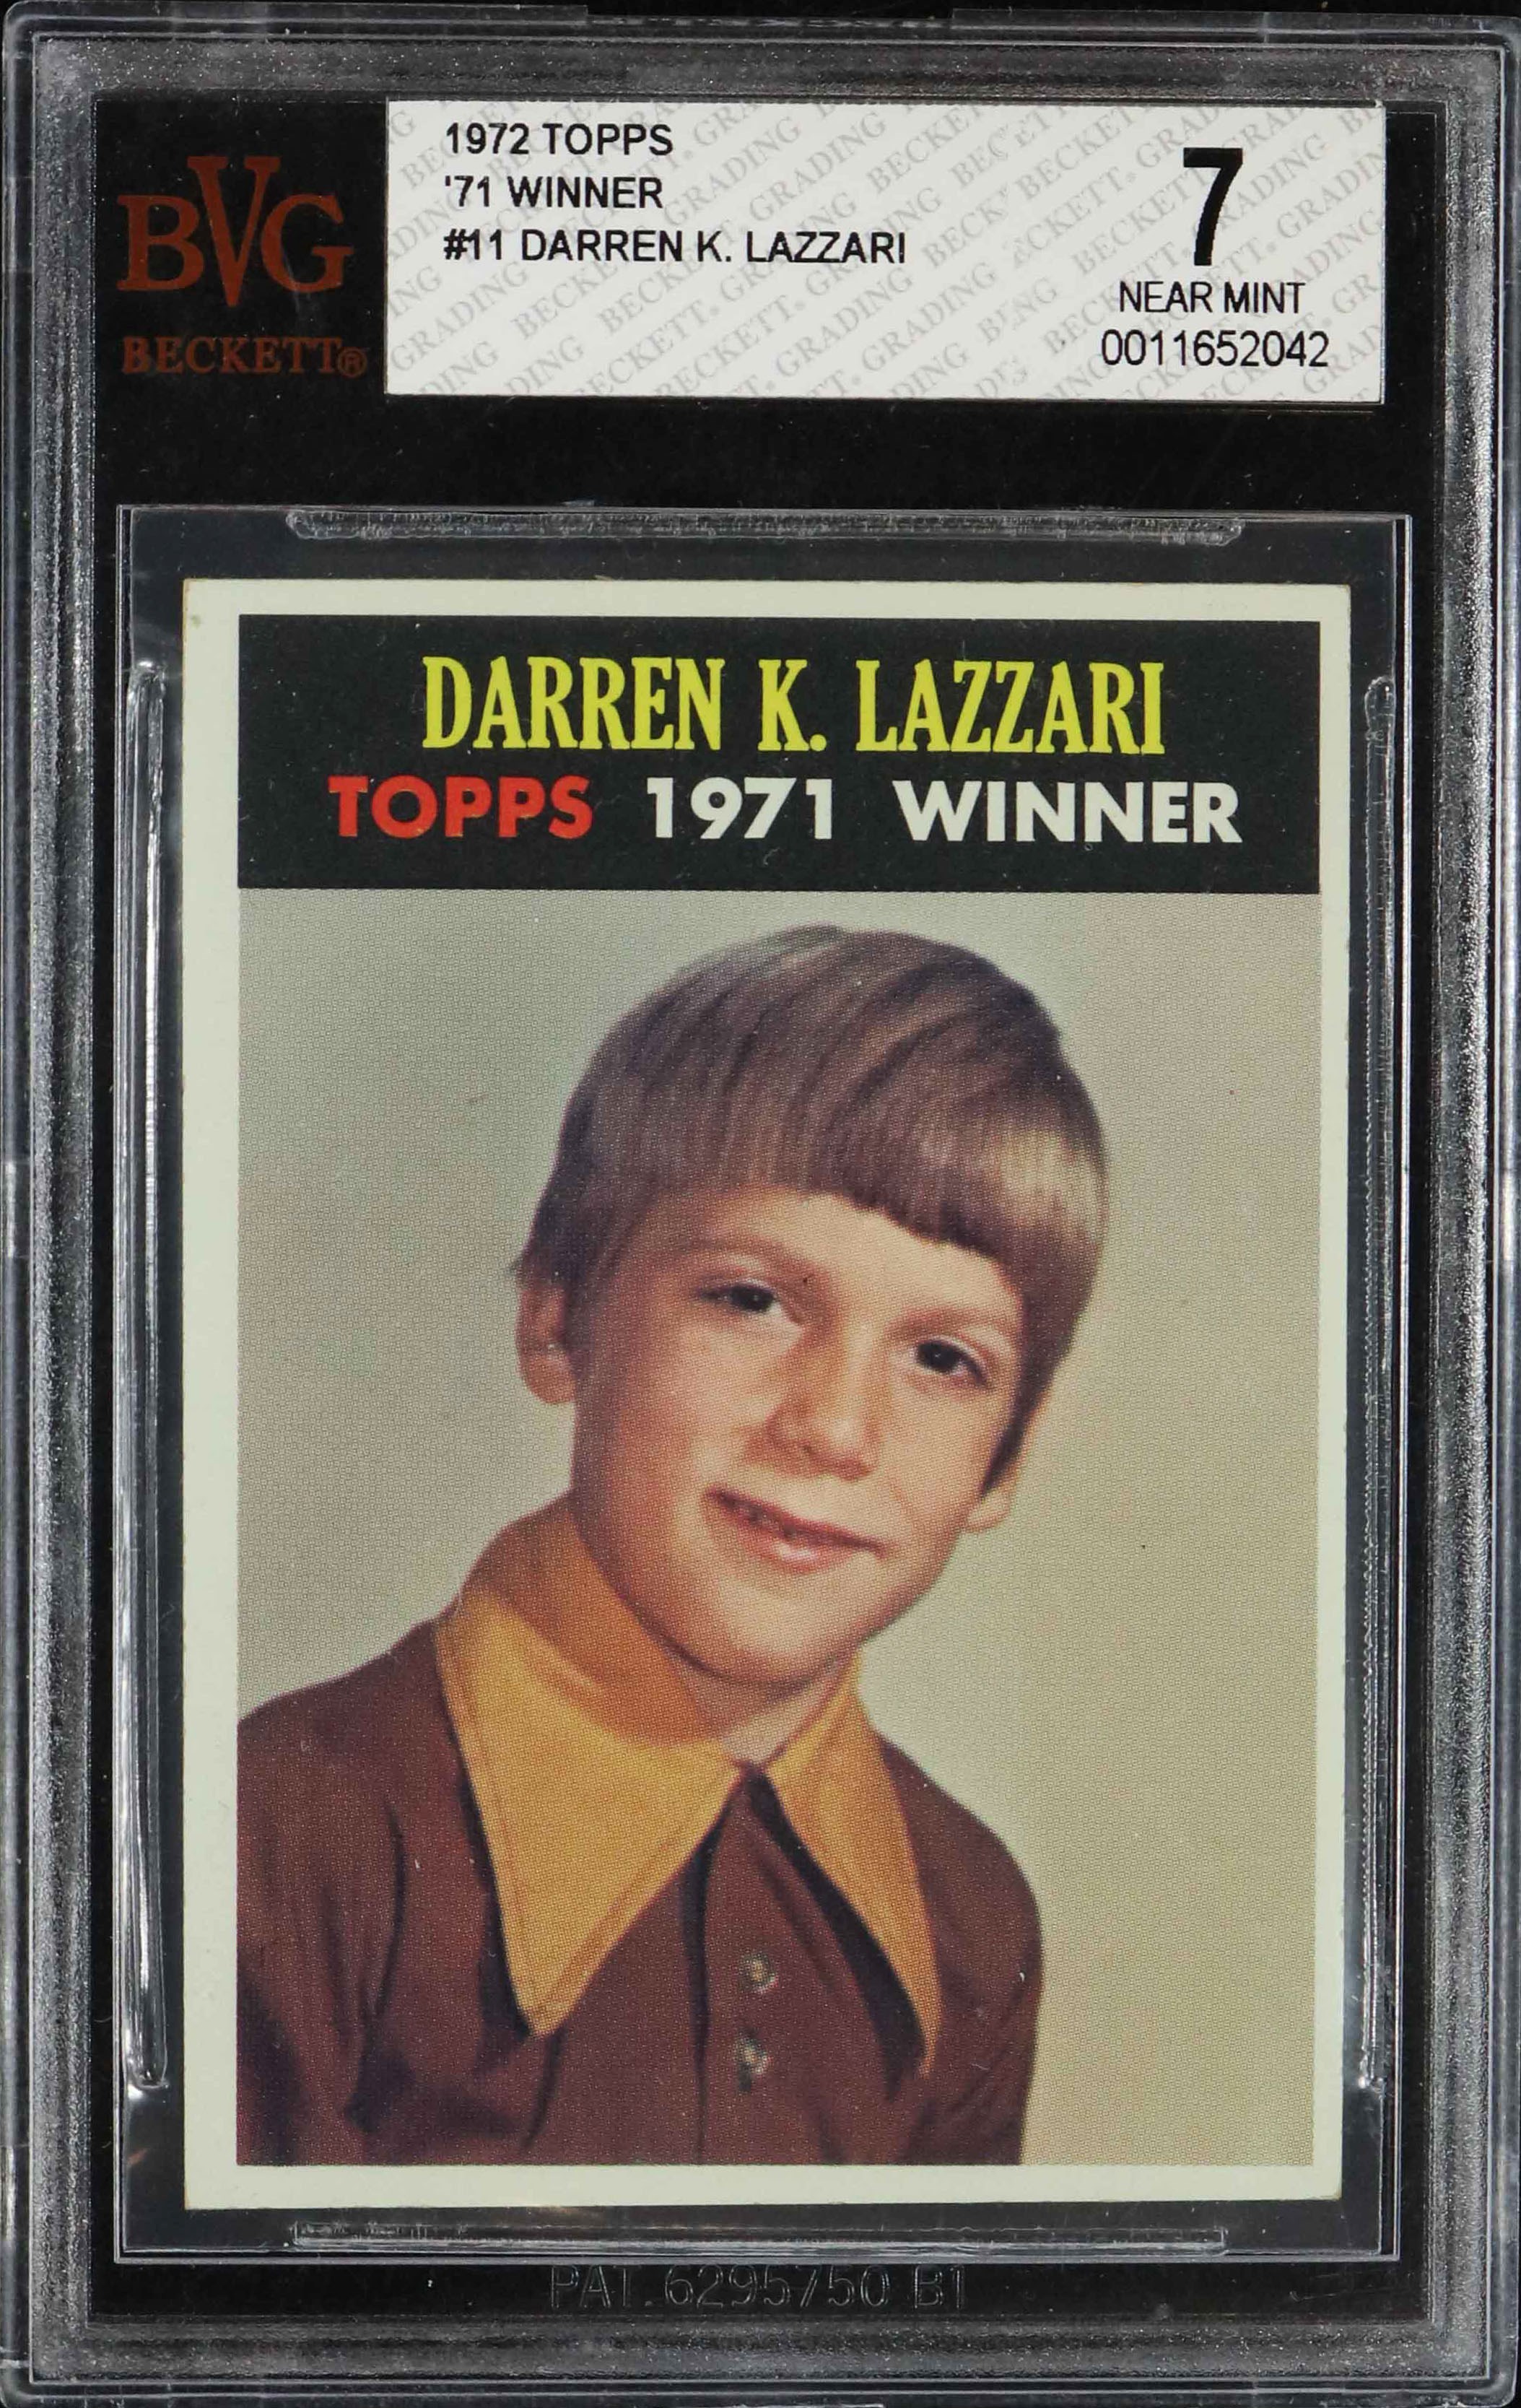 BVG
BECKETT®
1972 TOPPS
'71 WINNER
#11 DARREN K. LAZZARI
7
NEAR MINT
0011652042
DARREN K. LAZZARI
TOPPS 1971 WINNER
PAT. 6295750 B1